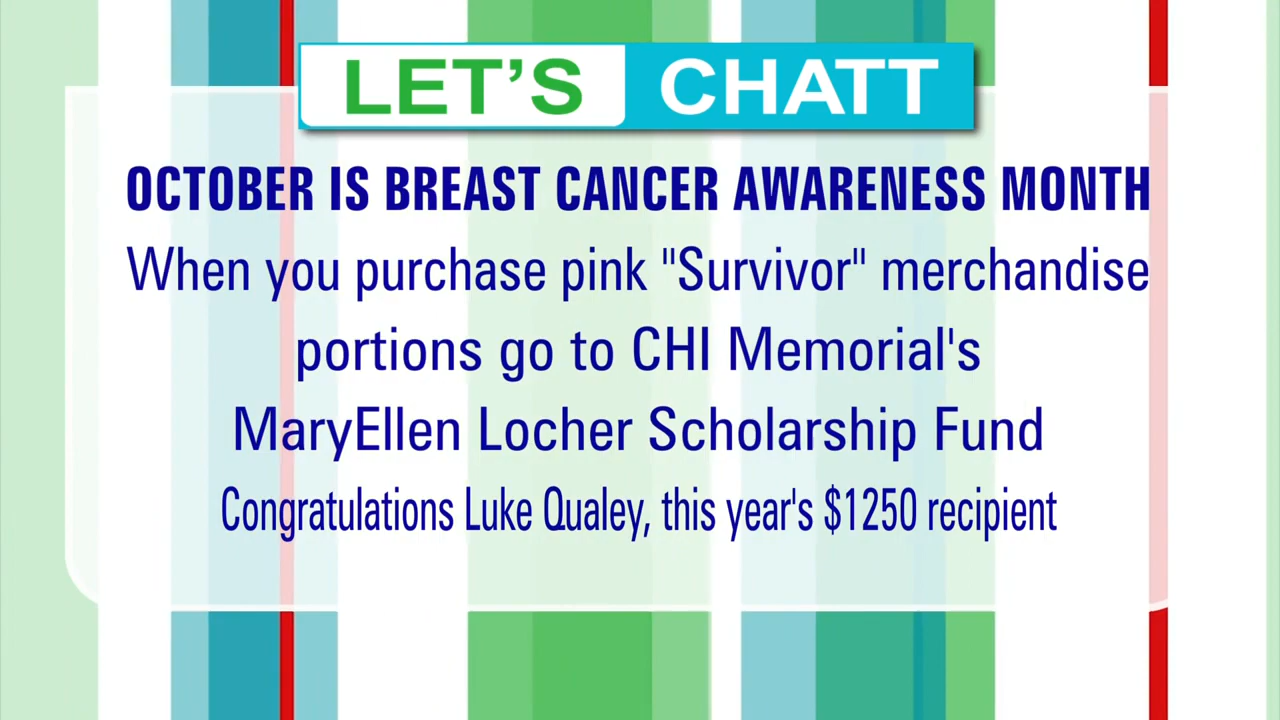 LET'S CHATT
OCTOBER IS BREAST CANCER AWARENESS MONTH
When you purchase pink "Survivor" merchandise
portions go to CHI Memorial's
MaryEllen Locher Scholarship Fund
Congratulations Luke Qualey, this year's $1250 recipient